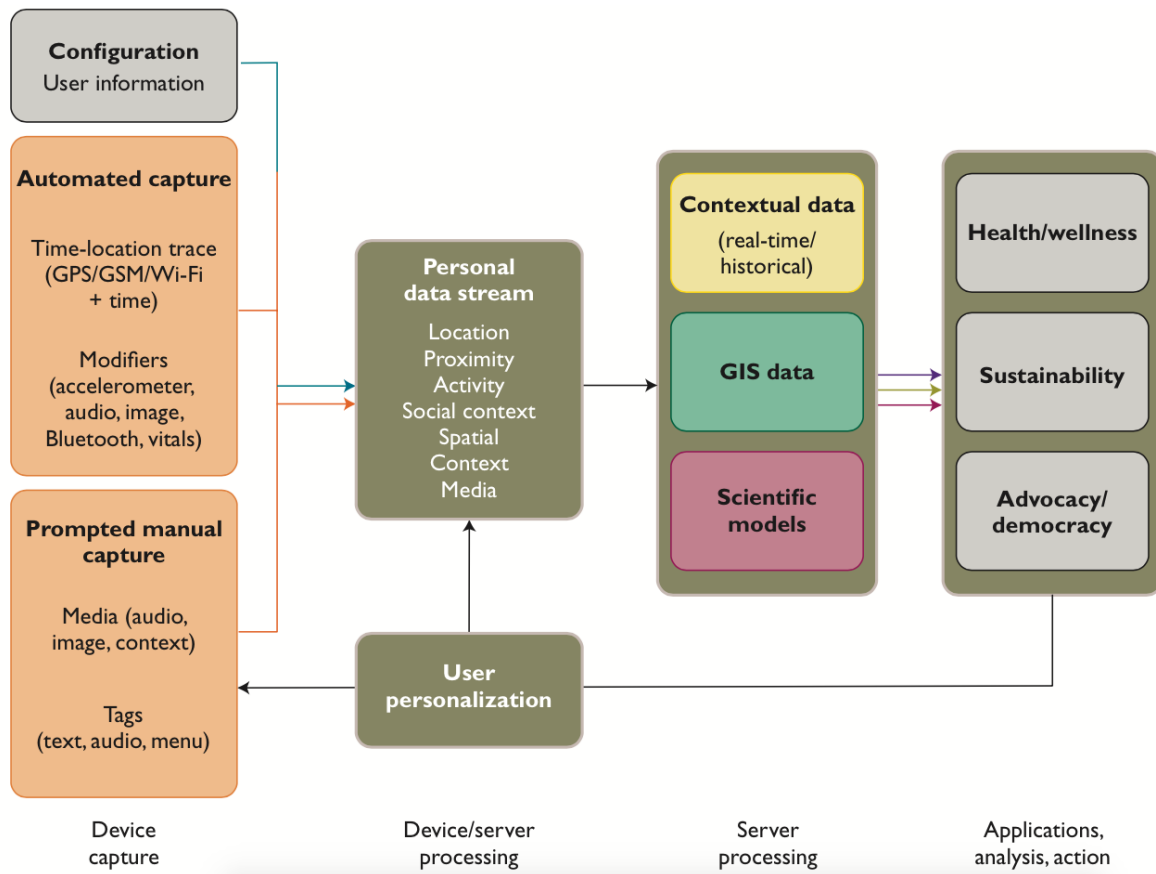 Configuration
User information
Automated capture
Time-location trace
(GPS/GSM/Wi-Fi
+ time)
Modifiers
(accelerometer,
audio, image,
Bluetooth, vitals)
Prompted manual
capture
Media (audio,
image, context)
Tags
(text, audio, menu)
Device
capture
Personal
data stream
Location
Proximity
Activity
Social context
Spatial
Context
Media
User
personalization
Device/server
processing
Contextual data
(real-time/
historical)
GIS data
Scientific
models
Server
processing
Health/wellness
Sustainability
Advocacy/
democracy
Applications,
analysis, action